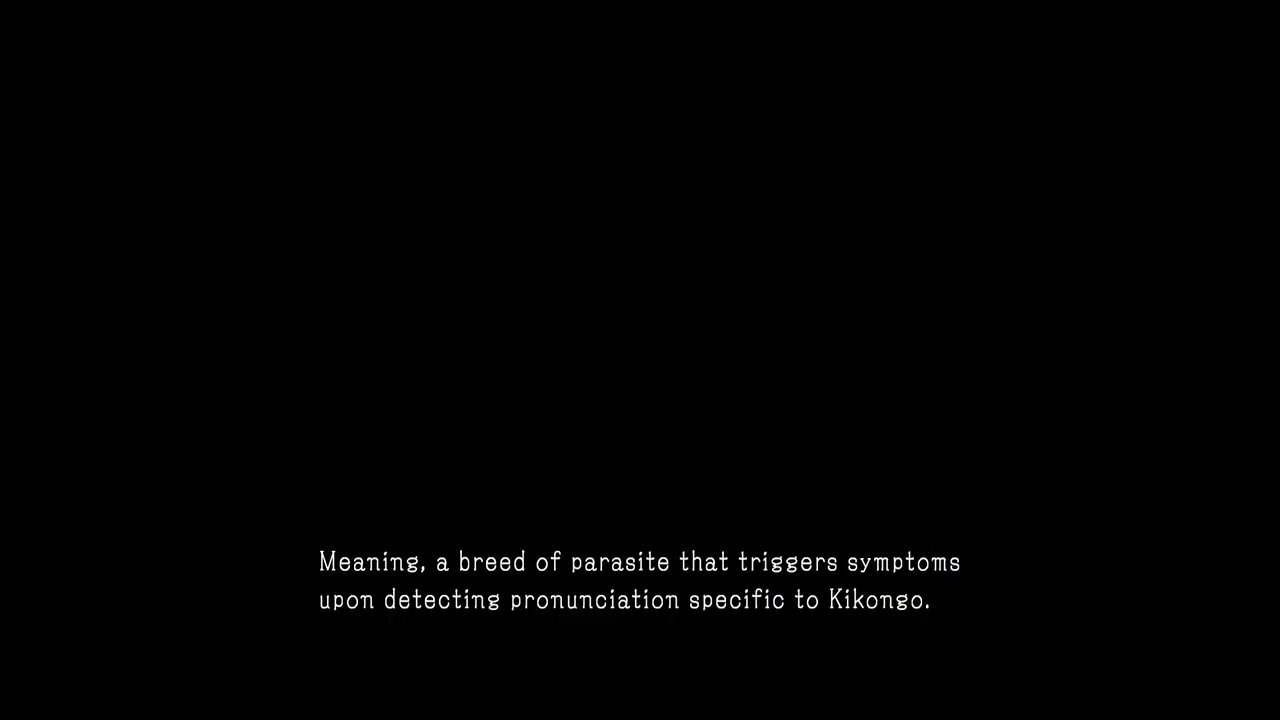 Meaning, a breed of parasite that triggers symptoms
upon detecting pronunciation specific to Kikongo.